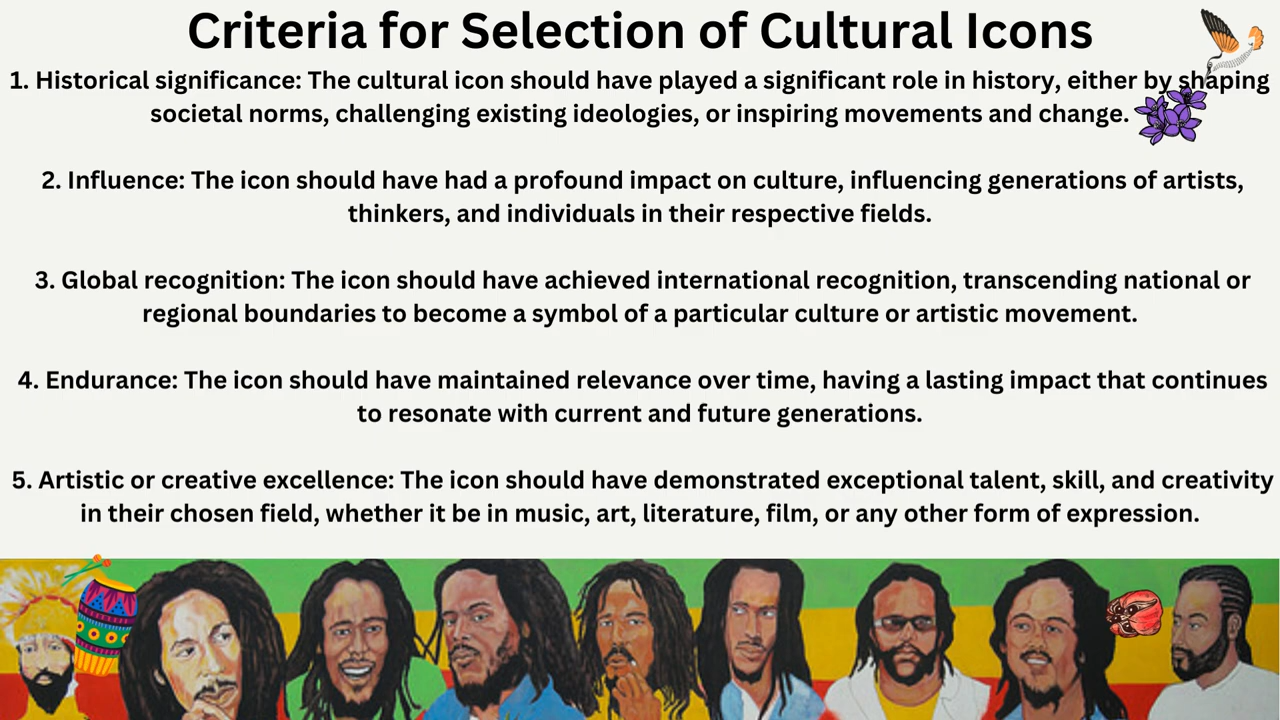 Criteria for Selection of Cultural Icons
1. Historical significance: The cultural icon should have played a significant role in history, either by shaping
societal norms, challenging existing ideologies, or inspiring movements and change.
2. Influence: The icon should have had a profound impact on culture, influencing generations of artists,
thinkers, and individuals in their respective fields.
3. Global recognition: The icon should have achieved international recognition, transcending national or
regional boundaries to become a symbol of a particular culture or artistic movement.
4. Endurance: The icon should have maintained relevance over time, having a lasting impact that continues
to resonate with current and future generations.
5. Artistic or creative excellence: The icon should have demonstrated exceptional talent, skill, and creativity
in their chosen field, whether it be in music, art, literature, film, or any other form of expression.